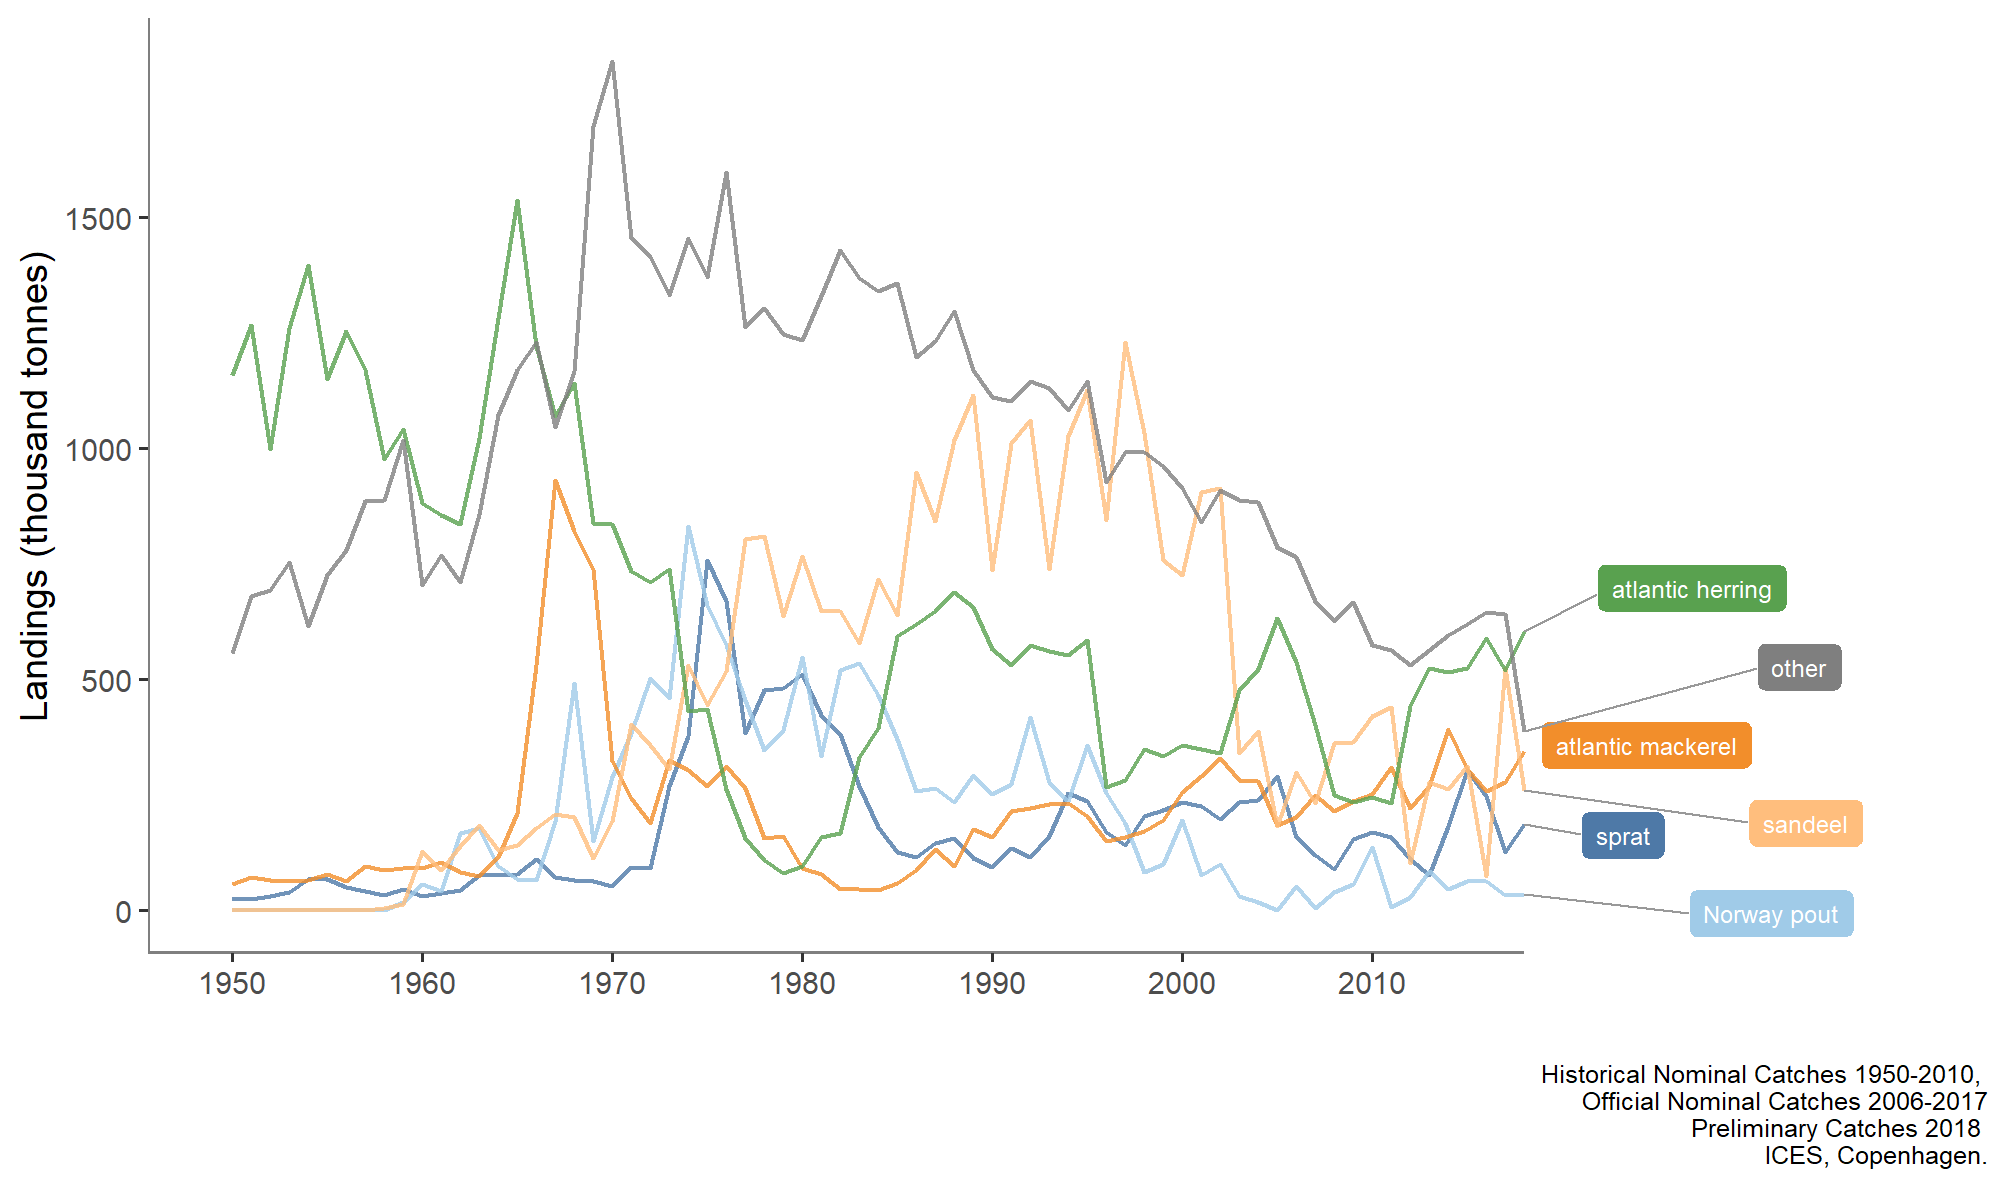 Landings (thousand tonnes)
1500
1000
500
0
1950 1960 1970 1980 1990 2000 2010
atlantic herring
other
atlantic mackerel
sandeel
sprat
Norway pout
Historical Nominal Catches 1950-2010,
Official Nominal Catches 2006-2017
Preliminary Catches 2018
ICES, Copenhagen.